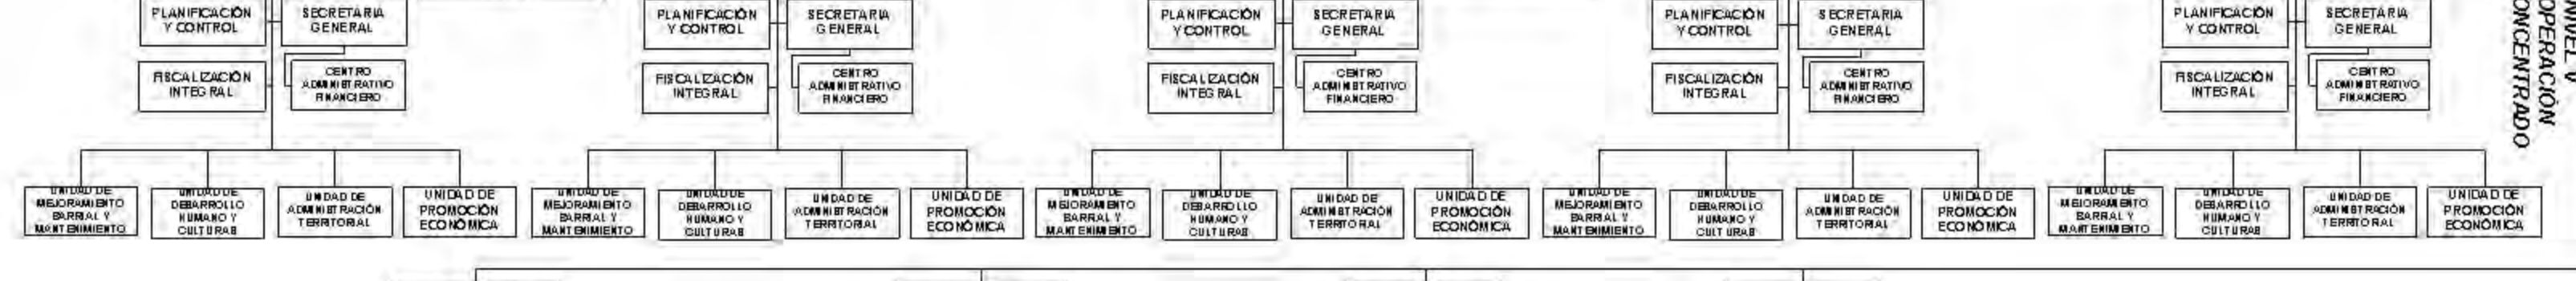 PLANIFICACIÓN
Y CONTROL
SECRETARIA
GENERAL
FISCALIZACIÓN
INTEGRAL
CENTRO
ADMINISTRATIVO
FINANCIERO
UNIDAD DE
MEJORAMIENTO
BARRIAL Y
MANTENIMIENTO
UNIDAD DE
DESARROLLO
HUMANO Y
CULTURAS
UNIDAD DE
ADMINISTRACIÓN
TERRITORIAL
UNIDAD DE
PROMOCIÓN
ECONÓMICA
PLANIFICACIÓN
Y CONTROL
SECRETARIA
GENERAL
FISCALIZACIÓN
INTEGRAL
CENTRO
ADMINISTRATIVO
FINANCIERO
UNIDAD DE
MEJORAMIENTO
BARRIAL Y
MANTENIMIENTO
UNIDAD DE
DESARROLLO
HUMANO Y
CULTURAS
UNIDAD DE
ADMINISTRACIÓN
TERRITORIAL
UNIDAD DE
PROMOCIÓN
ECONÓMICA
PLANIFICACIÓN
Y CONTROL
SECRETARIA
GENERAL
FISCALIZACIÓN
INTEGRAL
CENTRO
ADMINISTRATIVO
FINANCIERO
UNIDAD DE
MEJORAMIENTO
BARRIAL Y
MANTENIMIENTO
UNIDAD DE
DESARROLLO
HUMANO Y
CULTURAS
UNIDAD DE
ADMINISTRACIÓN
TERRITORIAL
UNIDAD DE
PROMOCIÓN
ECONÓMICA
PLANIFICACIÓN
Y CONTROL
SECRETARIA
GENERAL
FISCALIZACIÓN
INTEGRAL
CENTRO
ADMINISTRATIVO
FINANCIERO
UNIDAD DE
MEJORAMIENTO
BARRIAL Y
MANTENIMIENTO
UNIDAD DE
DESARROLLO
HUMANO Y
CULTURAS
UNIDAD DE
ADMINISTRACIÓN
TERRITORIAL
UNIDAD DE
PROMOCIÓN
ECONÓMICA
PLANIFICACIÓN
Y CONTROL
SECRETARIA
GENERAL
FISCALIZACIÓN
INTEGRAL
CENTRO
ADMINISTRATIVO
FINANCIERO
UNIDAD DE
MEJORAMIENTO
BARRIAL Y
MANTENIMIENTO
UNIDAD DE
DESARROLLO
HUMANO Y
CULTURAS
UNIDAD DE
ADMINISTRACIÓN
TERRITORIAL
UNIDAD DE
PROMOCIÓN
ECONÓMICA
OPERACIÓN
ONCENTRADO